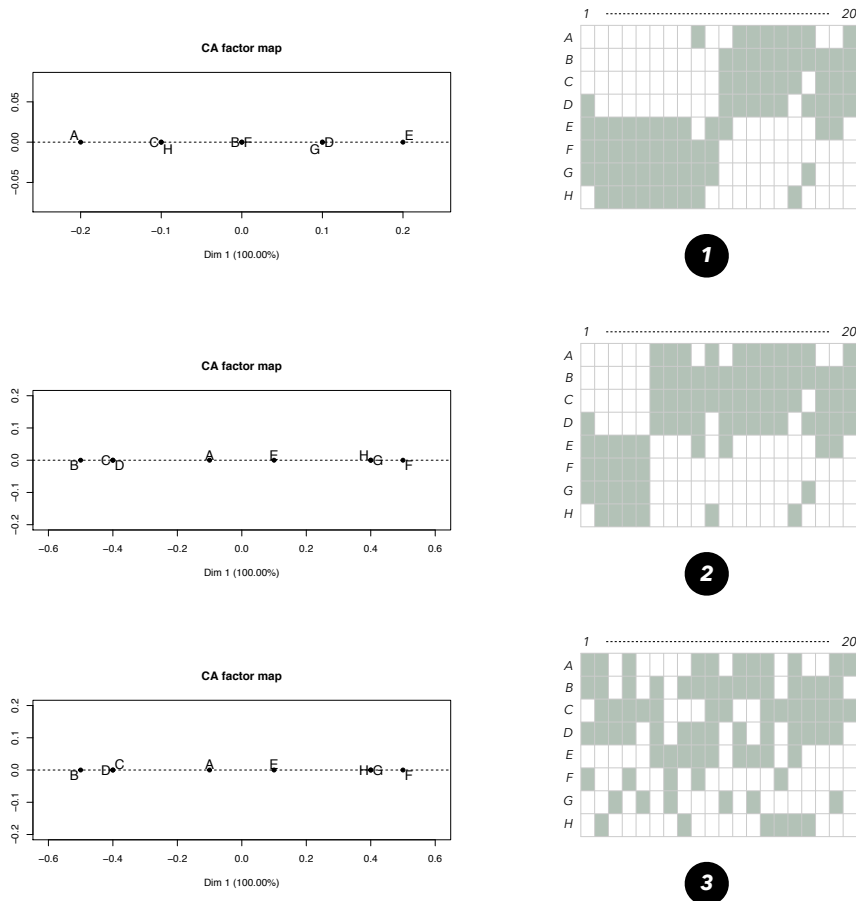 CA factor map
0.05
0.00
−0.05
A
C
H
B
F
G
D
E
−0.2
−0.1
0.0
0.1
0.2
Dim 1 (100.00%)
1
20
A
B
C
D
E
F
G
H
1
CA factor map
0.2
0.1
0.0
−0.1
−0.2
B
C
D
A
E
H
G
F
−0.6
−0.4
−0.2
0.0
0.2
0.4
0.6
Dim 1 (100.00%)
1
20
A
B
C
D
E
F
G
H
2
CA factor map
0.2
0.1
0.0
−0.1
−0.2
B
D
C
A
E
H
G
F
−0.6
−0.4
−0.2
0.0
0.2
0.4
0.6
Dim 1 (100.00%)
1
20
A
B
C
D
E
F
G
H
3